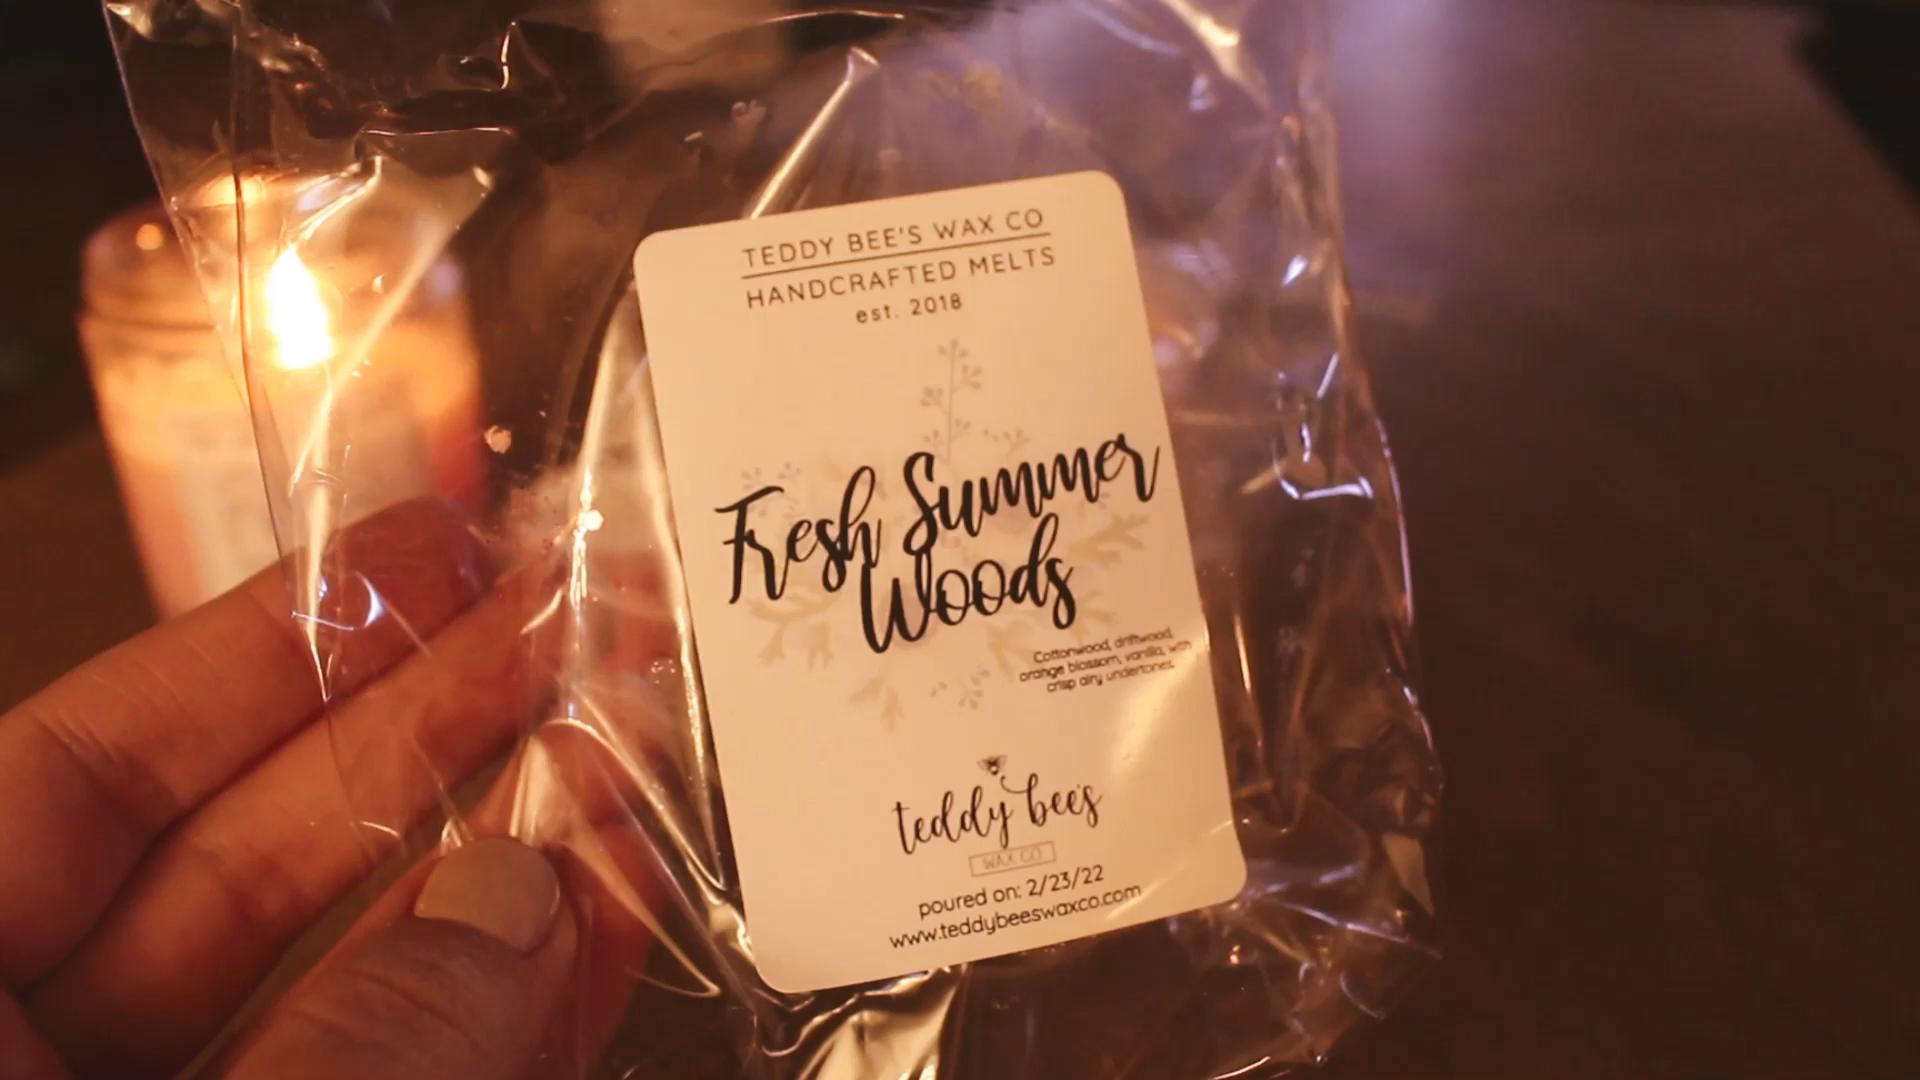 TEDDY BEE'S WAX CO
HANDCRAFTED MELTS
est. 2018
Fresh Summer
Woods
Cottonwood, driftwood,
orange blossom, vanilla, with
crisp airy undertones.
teddy bee's
WAX CO
poured on: 2/23/22
www.teddybeeswaxco.com